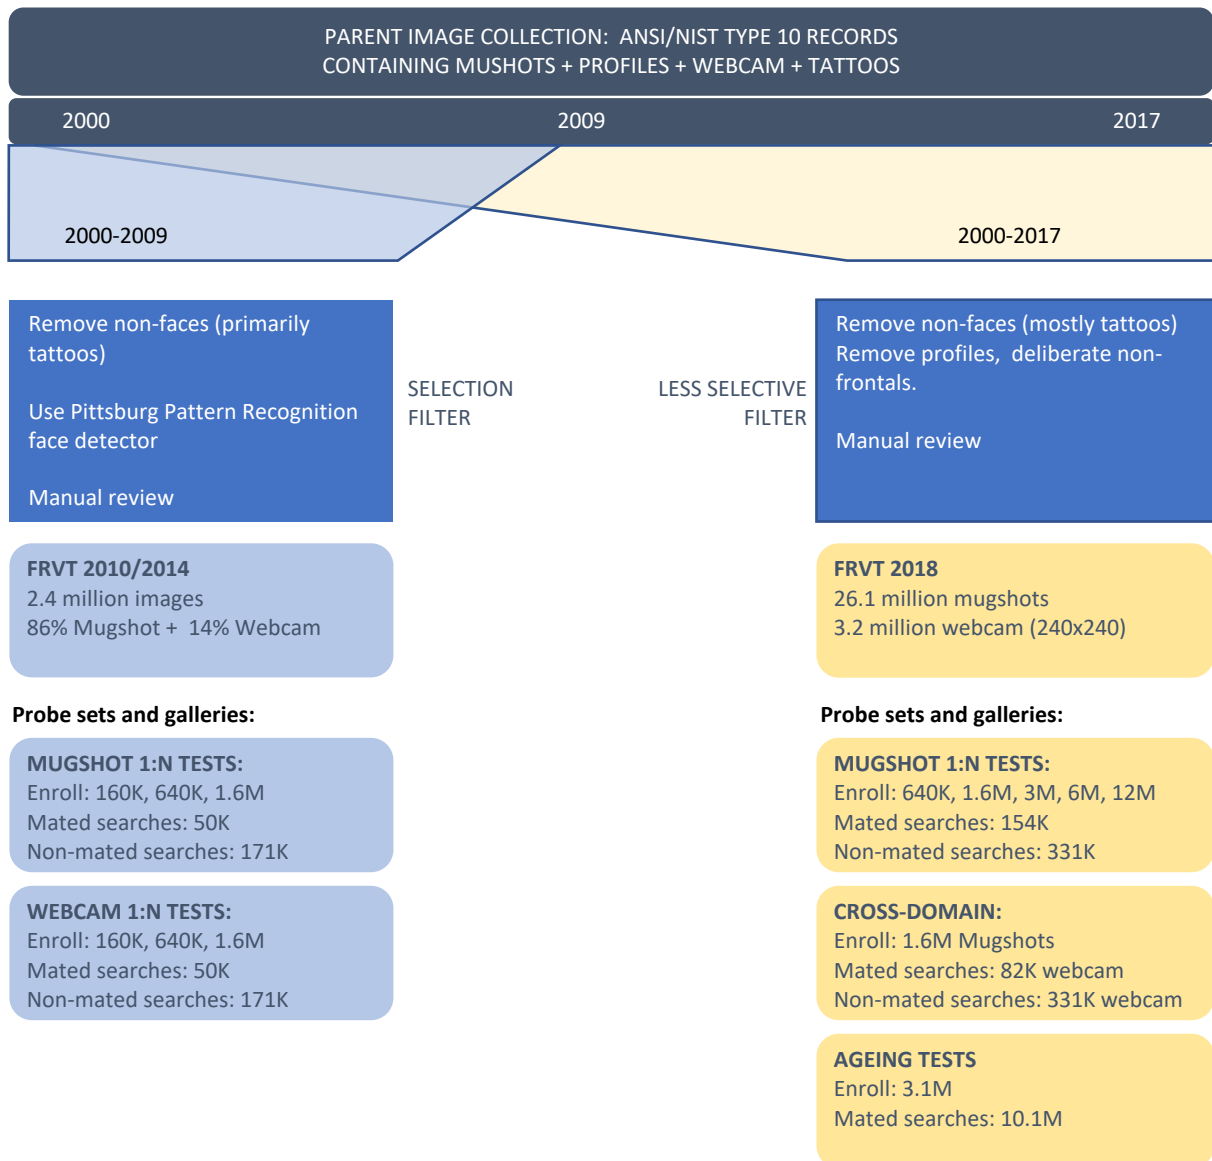 PARENT IMAGE COLLECTION:  ANSI/NIST TYPE 10 RECORDS
CONTAINING MUSHOTS + PROFILES + WEBCAM + TATTOOS
2000
2009
2017
2000-2009
2000-2017
Remove non-faces (primarily
tattoos)
Use Pittsburg Pattern Recognition
face detector
Manual review
SELECTION
FILTER
LESS SELECTIVE
FILTER
Remove non-faces (mostly tattoos)
Remove profiles,  deliberate non-
frontals.
Manual review
FRVT 2010/2014
2.4 million images
86% Mugshot +  14% Webcam
FRVT 2018
26.1 million mugshots
3.2 million webcam (240x240)
Probe sets and galleries:
MUGSHOT 1:N TESTS:
Enroll: 160K, 640K, 1.6M
Mated searches: 50K
Non-mated searches: 171K
WEBCAM 1:N TESTS:
Enroll: 160K, 640K, 1.6M
Mated searches: 50K
Non-mated searches: 171K
Probe sets and galleries:
MUGSHOT 1:N TESTS:
Enroll: 640K, 1.6M, 3M, 6M, 12M
Mated searches: 154K
Non-mated searches: 331K
CROSS-DOMAIN:
Enroll: 1.6M Mugshots
Mated searches: 82K webcam
Non-mated searches: 331K webcam
AGEING TESTS
Enroll: 3.1M
Mated searches: 10.1M